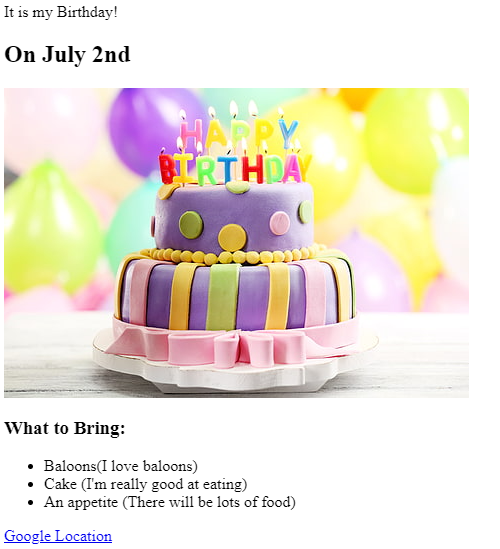 It is my Birthday!
On July 2nd
HAPPY
BIRTHDAY
What to Bring:
Baloons(I love baloons)
Cake (I'm really good at eating)
An appetite (There will be lots of food)
Google Location